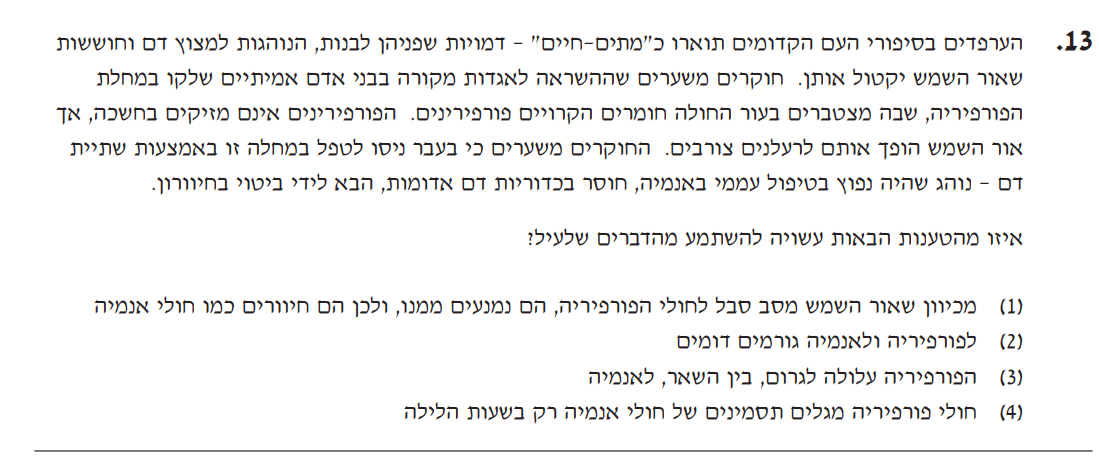 13. הערפדים בסיפורי העם הקדומים תוארו כ"מתים-חיים" – דמויות שפניהן לבנות, הנוהגות למצוץ דם וחוששות
שאור השמש יקטול אותן. חוקרים משערים שההשראה לאגדות מקורה בבני אדם אמיתיים שלקו במחלת
הפורפיריה, שבה מצטברים בעור החולה חומרים הקרויים פורפירינים. הפורפירינים אינם מזיקים בחשכה, אך
אור השמש הופך אותם לרעלנים צורבים. החוקרים משערים כי בעבר ניסו לטפל במחלה זו באמצעות שתיית
דם – נוהג שהיה נפוץ בטיפול עממי באנמיה, חוסר בכדוריות דם אדומות, הבא לידי ביטוי בחיוורון.
איזו מהטענות הבאות עשויה להשתמע מהדברים שלעיל?
(1) מכיוון שאור השמש מסב סבל לחולי הפורפיריה, הם נמנעים ממנו, ולכן הם חיוורים כמו חולי אנמיה
(2) לפורפיריה ולאנמיה גורמים דומים
(3) הפורפיריה עלולה לגרום, בין השאר, לאנמיה
(4) חולי פורפיריה מגלים תסמינים של חולי אנמיה רק בשעות הלילה